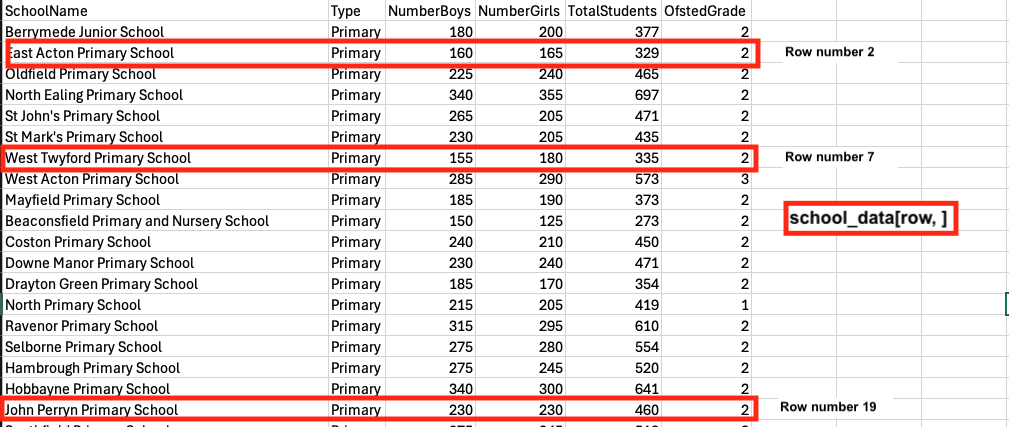 SchoolName Type NumberBoys NumberGirls TotalStudents OfstedGrade
Berrymede Junior School Primary 180 200 377 2
East Acton Primary School Primary 160 165 329 2 Row number 2
Oldfield Primary School Primary 225 240 465 2
North Ealing Primary School Primary 340 355 697 2
St John's Primary School Primary 265 205 471 2
St Mark's Primary School Primary 230 205 435 2
West Twyford Primary School Primary 155 180 335 2 Row number 7
West Acton Primary School Primary 285 290 573 3
Mayfield Primary School Primary 185 190 373 2
Beaconsfield Primary and Nursery School Primary 150 125 273 2 school_data[row, ]
Coston Primary School Primary 240 210 450 2
Downe Manor Primary School Primary 230 240 471 2
Drayton Green Primary School Primary 185 170 354 2
North Primary School Primary 215 205 419 1
Ravenor Primary School Primary 315 295 610 2
Selborne Primary School Primary 275 280 554 2
Hambrough Primary School Primary 275 245 520 2
Hobbayne Primary School Primary 340 300 641 2
John Perryn Primary School Primary 230 230 460 2 Row number 19